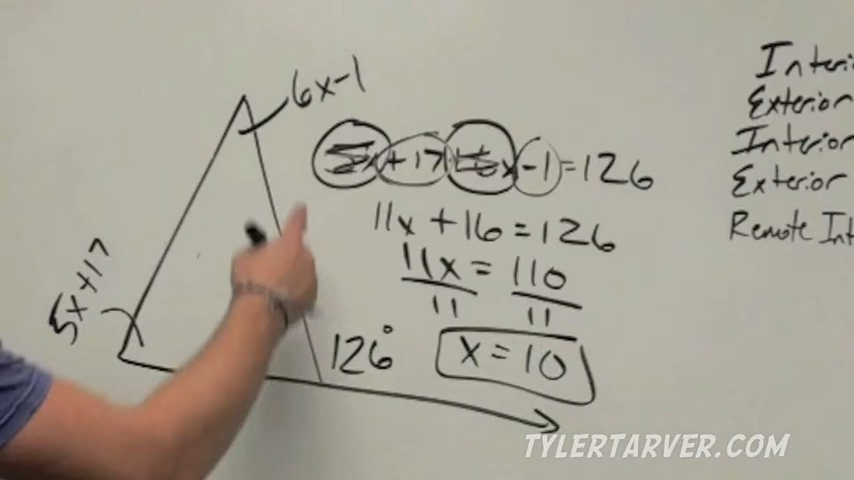 6x-1
5x+17
126°
5x+17+6x-1=126
11x+16=126
11x=110
11 11
x=10
Interi
Exterior
Interior
Exterior
Remote Int
TYLERTARVER.COM